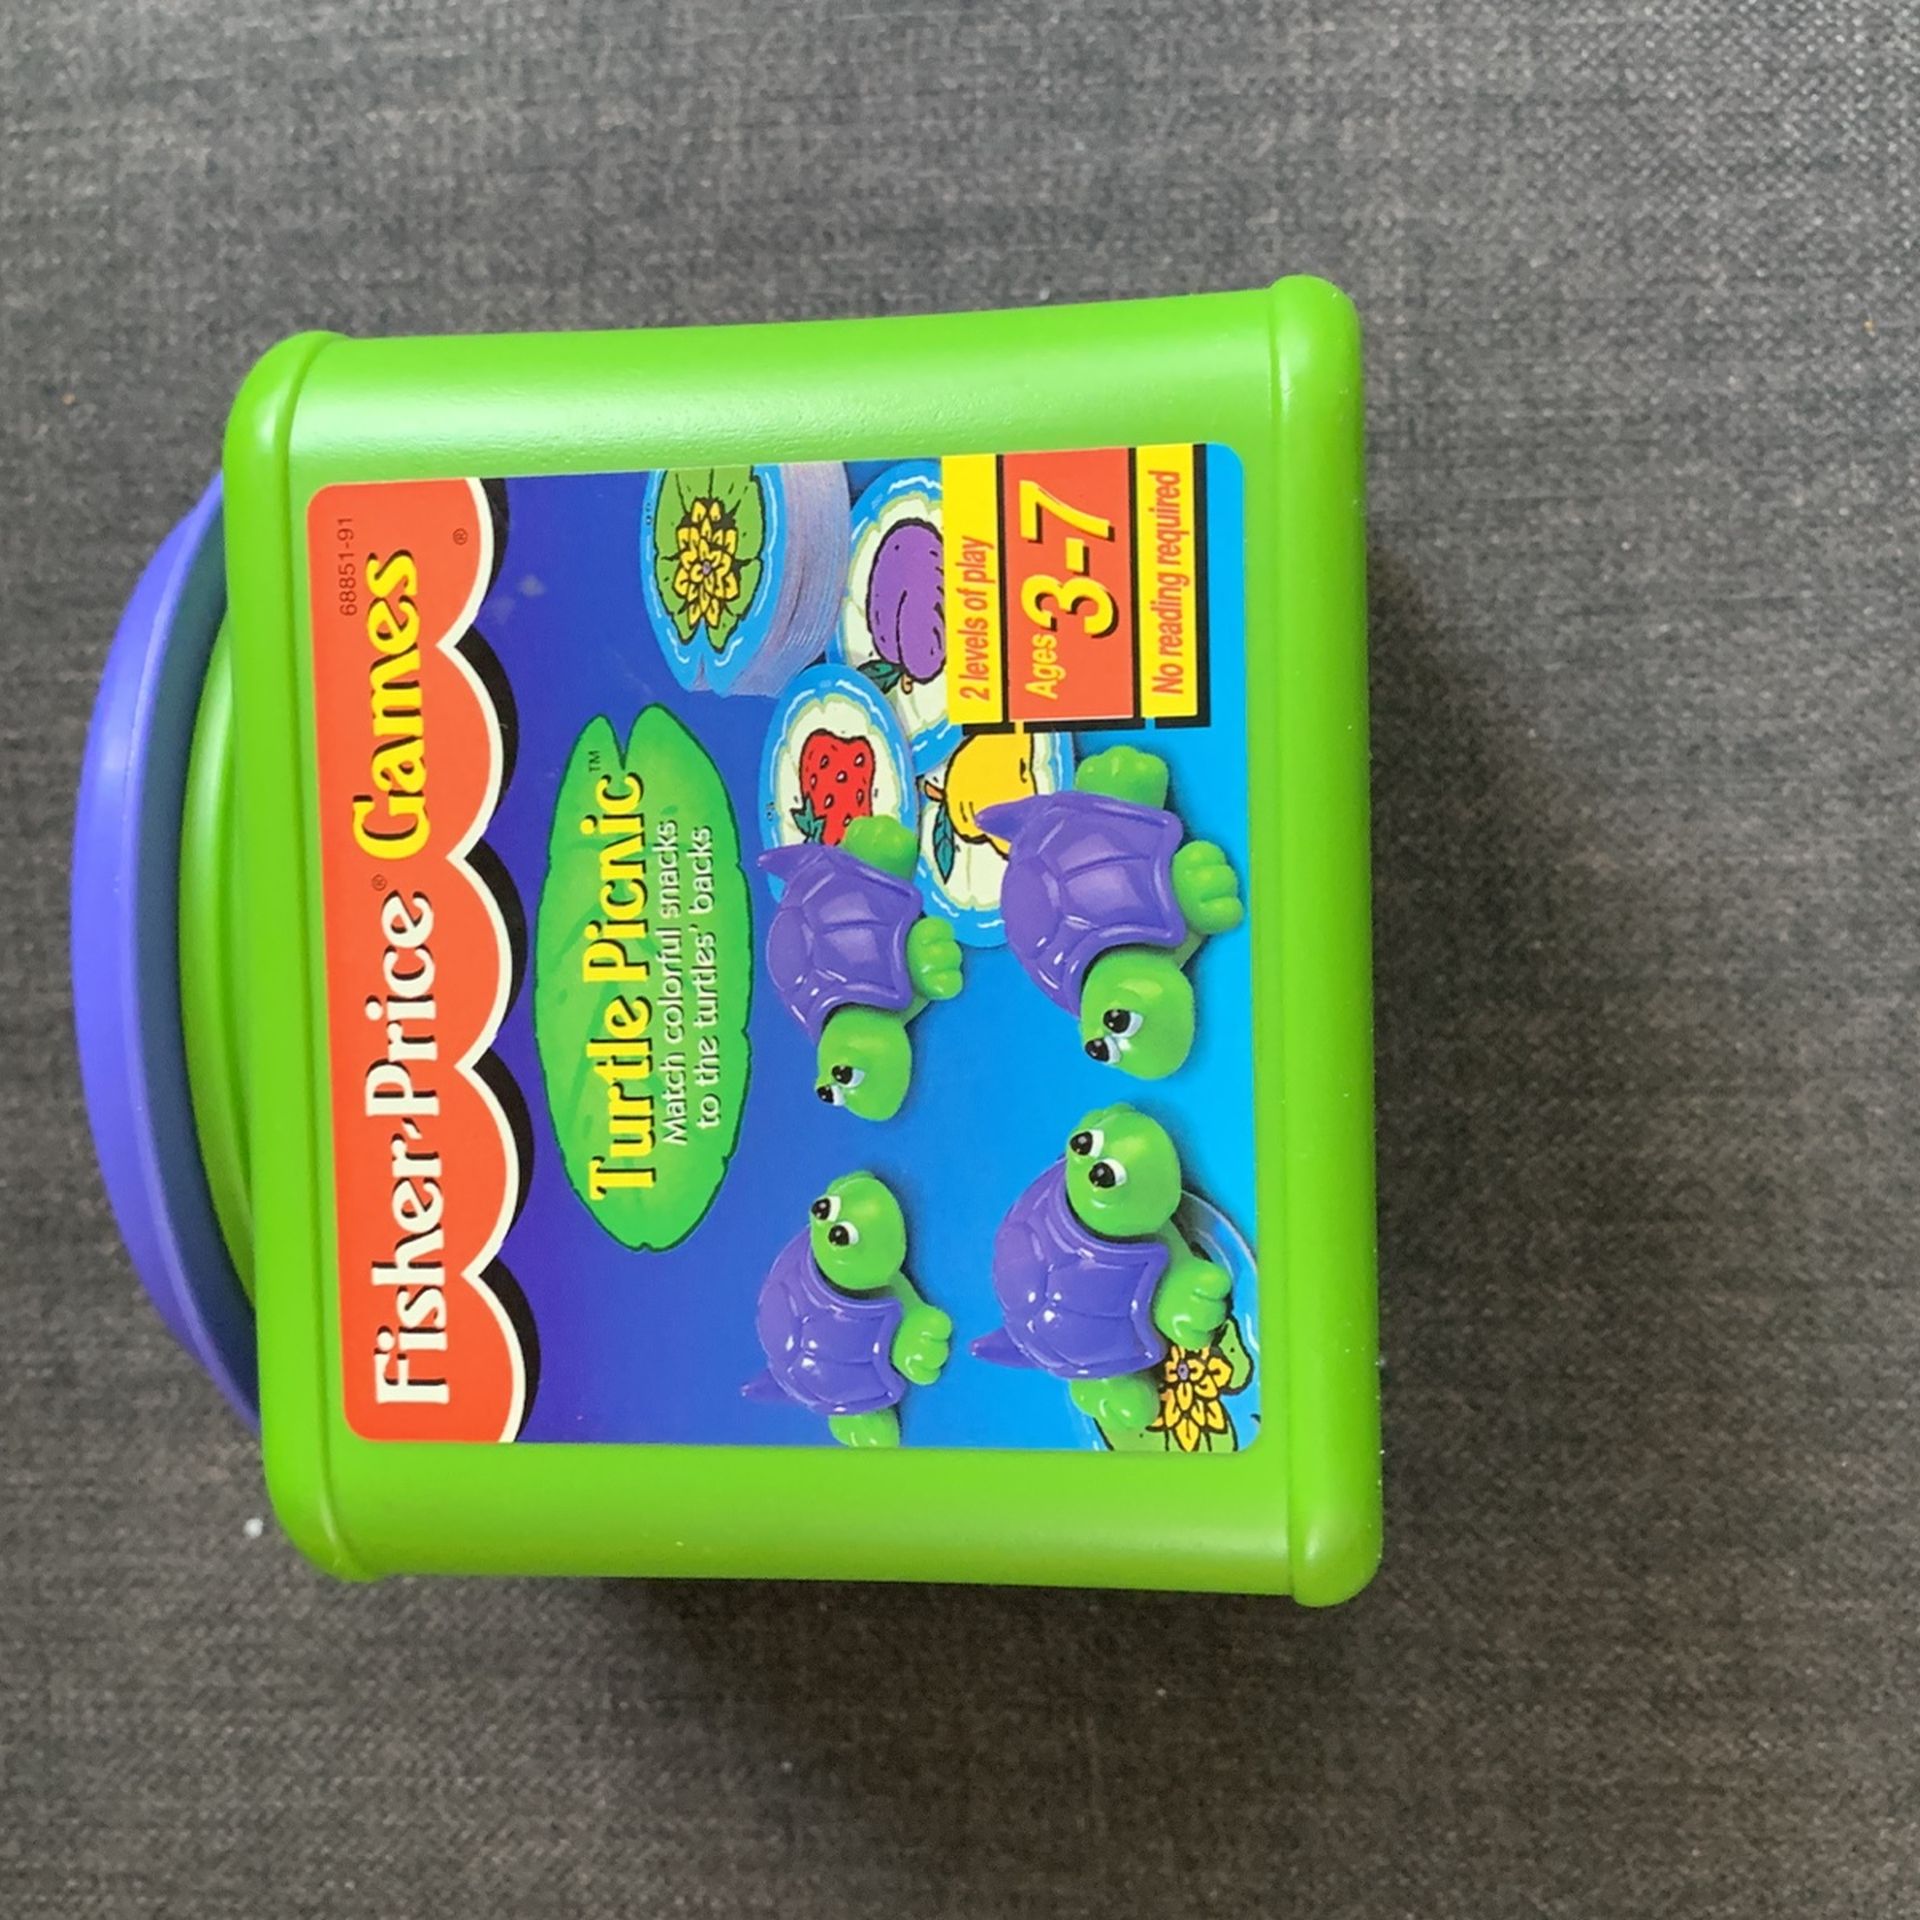 68851-91
Fisher-Price® Games
®
Turtle Picnic™
Match colorful snacks
to the turtles' backs
2 levels of play
Ages 3-7
No reading required